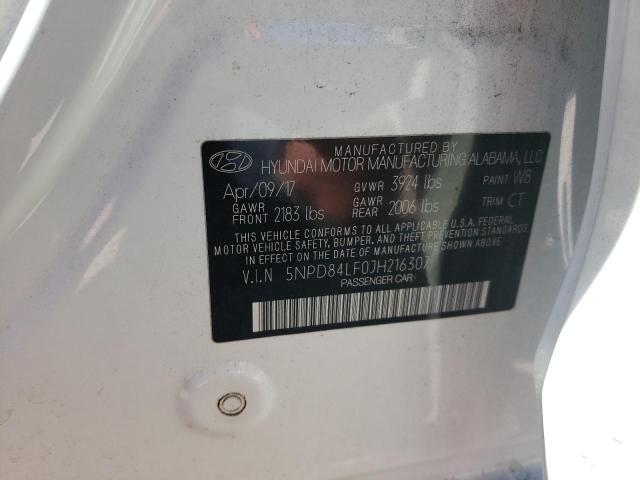 MANUFACTURED BY
HYUNDAI MOTOR MANUFACTURING ALABAMA, LLC
Apr/09/17 GVWR 3924 lbs PAINT W8
GAWR FRONT 2183 lbs GAWR REAR 2006 lbs TRIM CT
THIS VEHICLE CONFORMS TO ALL APPLICABLE U.S.A. FEDERAL
MOTOR VEHICLE SAFETY, BUMPER, AND THEFT PREVENTION STANDARDS
IN EFFECT ON THE DATE OF MANUFACTURE SHOWN ABOVE.
V.I.N 5NPD84LF0JH216307
PASSENGER CAR